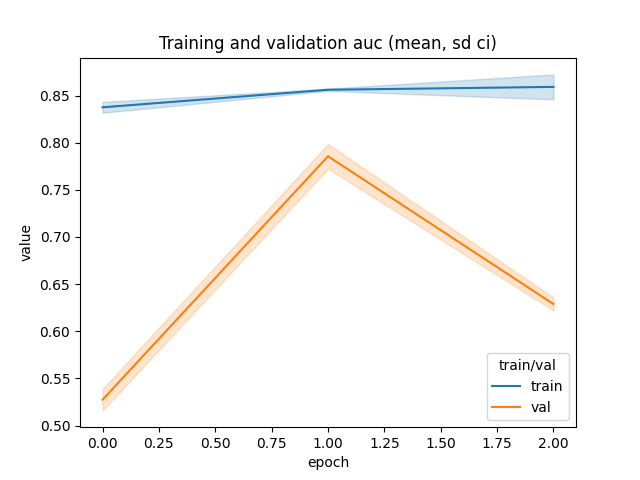 Training and validation auc (mean, sd ci)
0.85
0.80
0.75
0.70
0.65
0.60
0.55
0.50
value
train/val
train
val
0.00 0.25 0.50 0.75 1.00 1.25 1.50 1.75 2.00
epoch